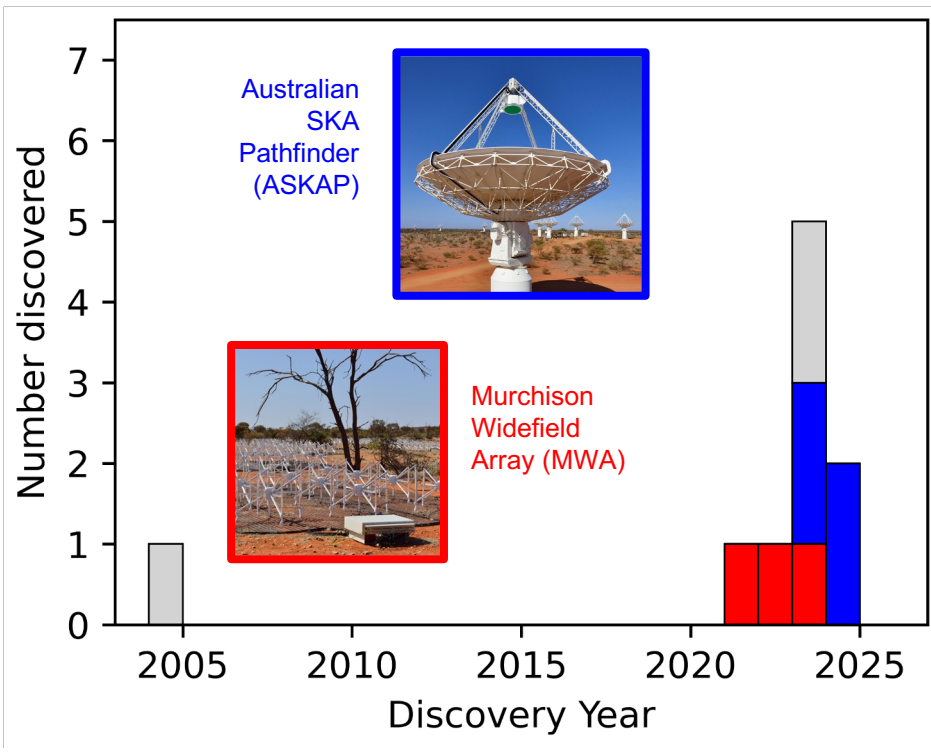 7
6
5
4
3
2
1
0
Number discovered
Australian
SKA
Pathfinder
(ASKAP)
Murchison
Widefield
Array (MWA)
2005 2010 2015 2020 2025
Discovery Year